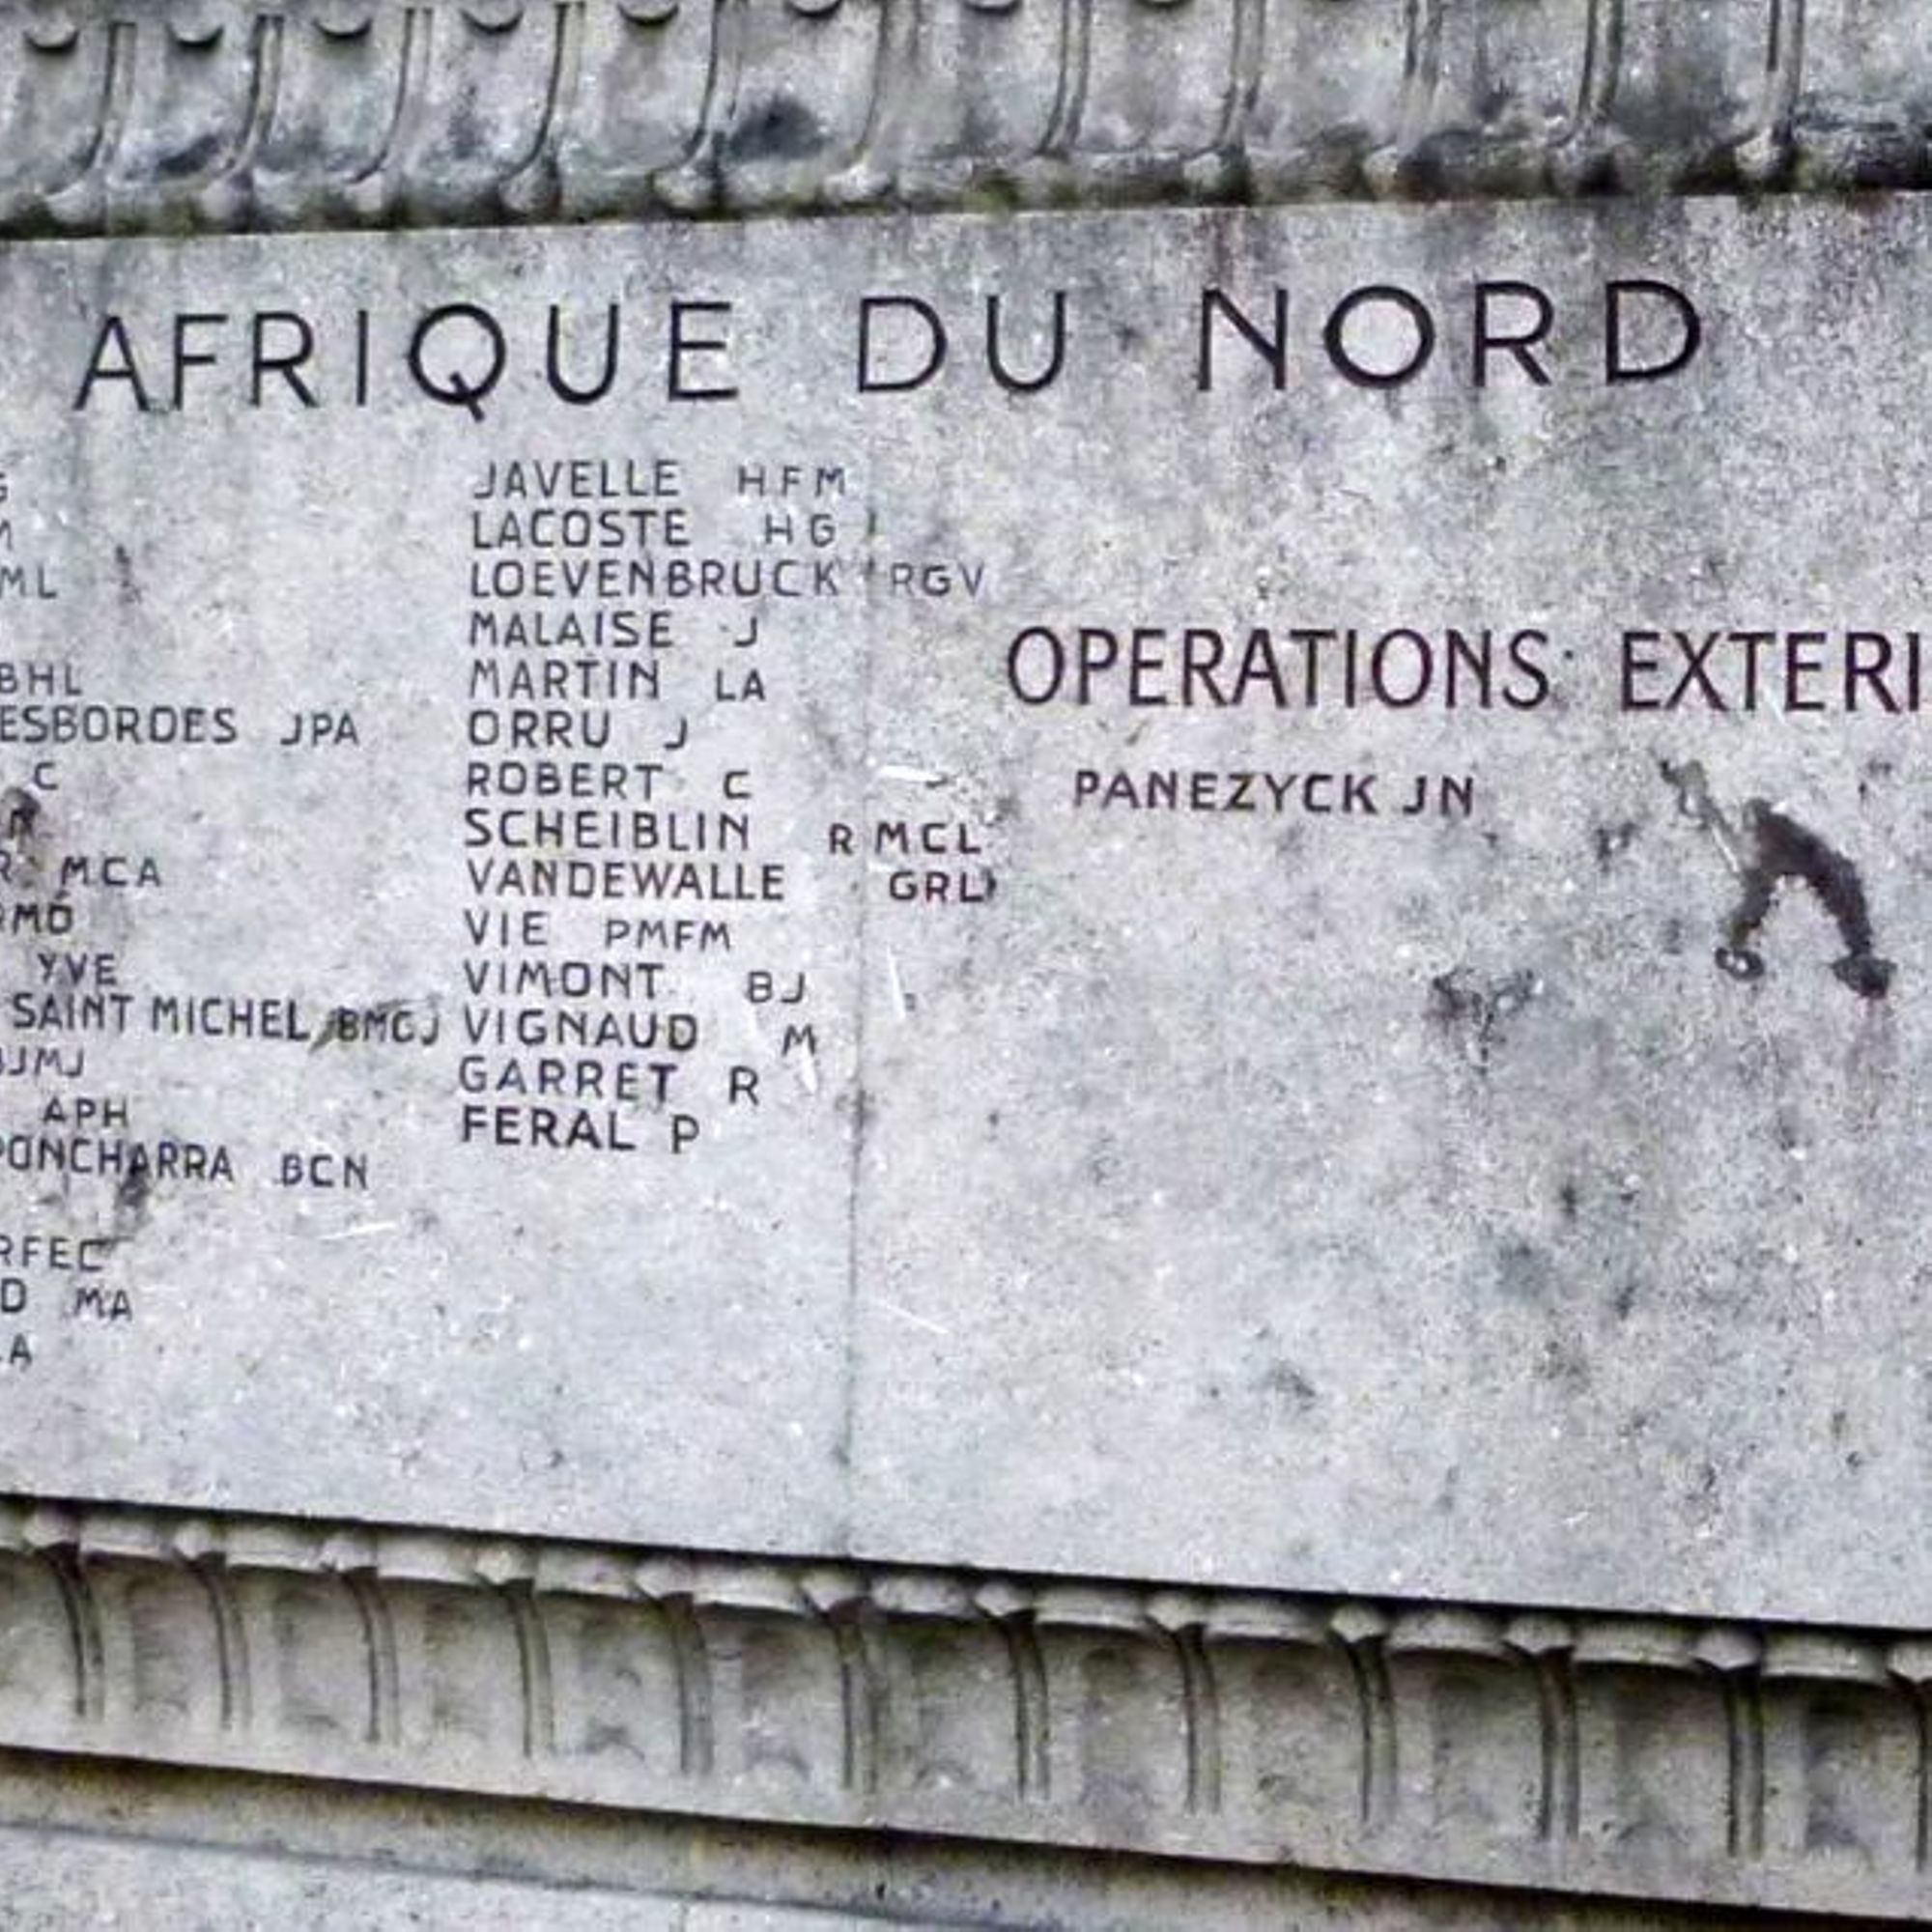 AFRIQUE DU NORD
ML
BHL
ESBORDES JPA
C
R MCA
RMO
YVE
SAINT MICHEL BMCJ
BJMJ
APH
PONCHARRA BCN
RFEC
D MA
A
JAVELLE HFM
LACOSTE HG
LOEVENBRUCK RGV
MALAISE J
MARTIN LA
ORRU J
ROBERT C
SCHEIBLIN RMCL
VANDEWALLE GRL
VIE PMFM
VIMONT BJ
VIGNAUD M
GARRET R
FERAL P
OPERATIONS EXTERI
PANEZYCK JN